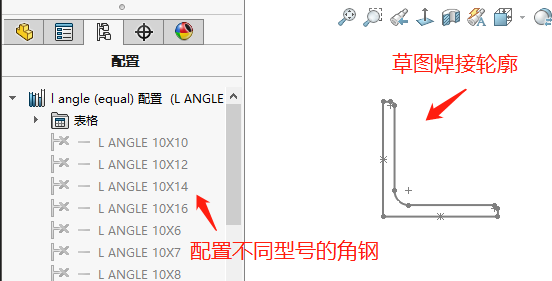 配置
l angle (equal) 配置 (L ANGLE
表格
L ANGLE 10X10
L ANGLE 10X12
L ANGLE 10X14
L ANGLE 10X16
L ANGLE 10X6
L ANGLE 10X7
L ANGLE 10X8
草图焊接轮廓
配置不同型号的角钢